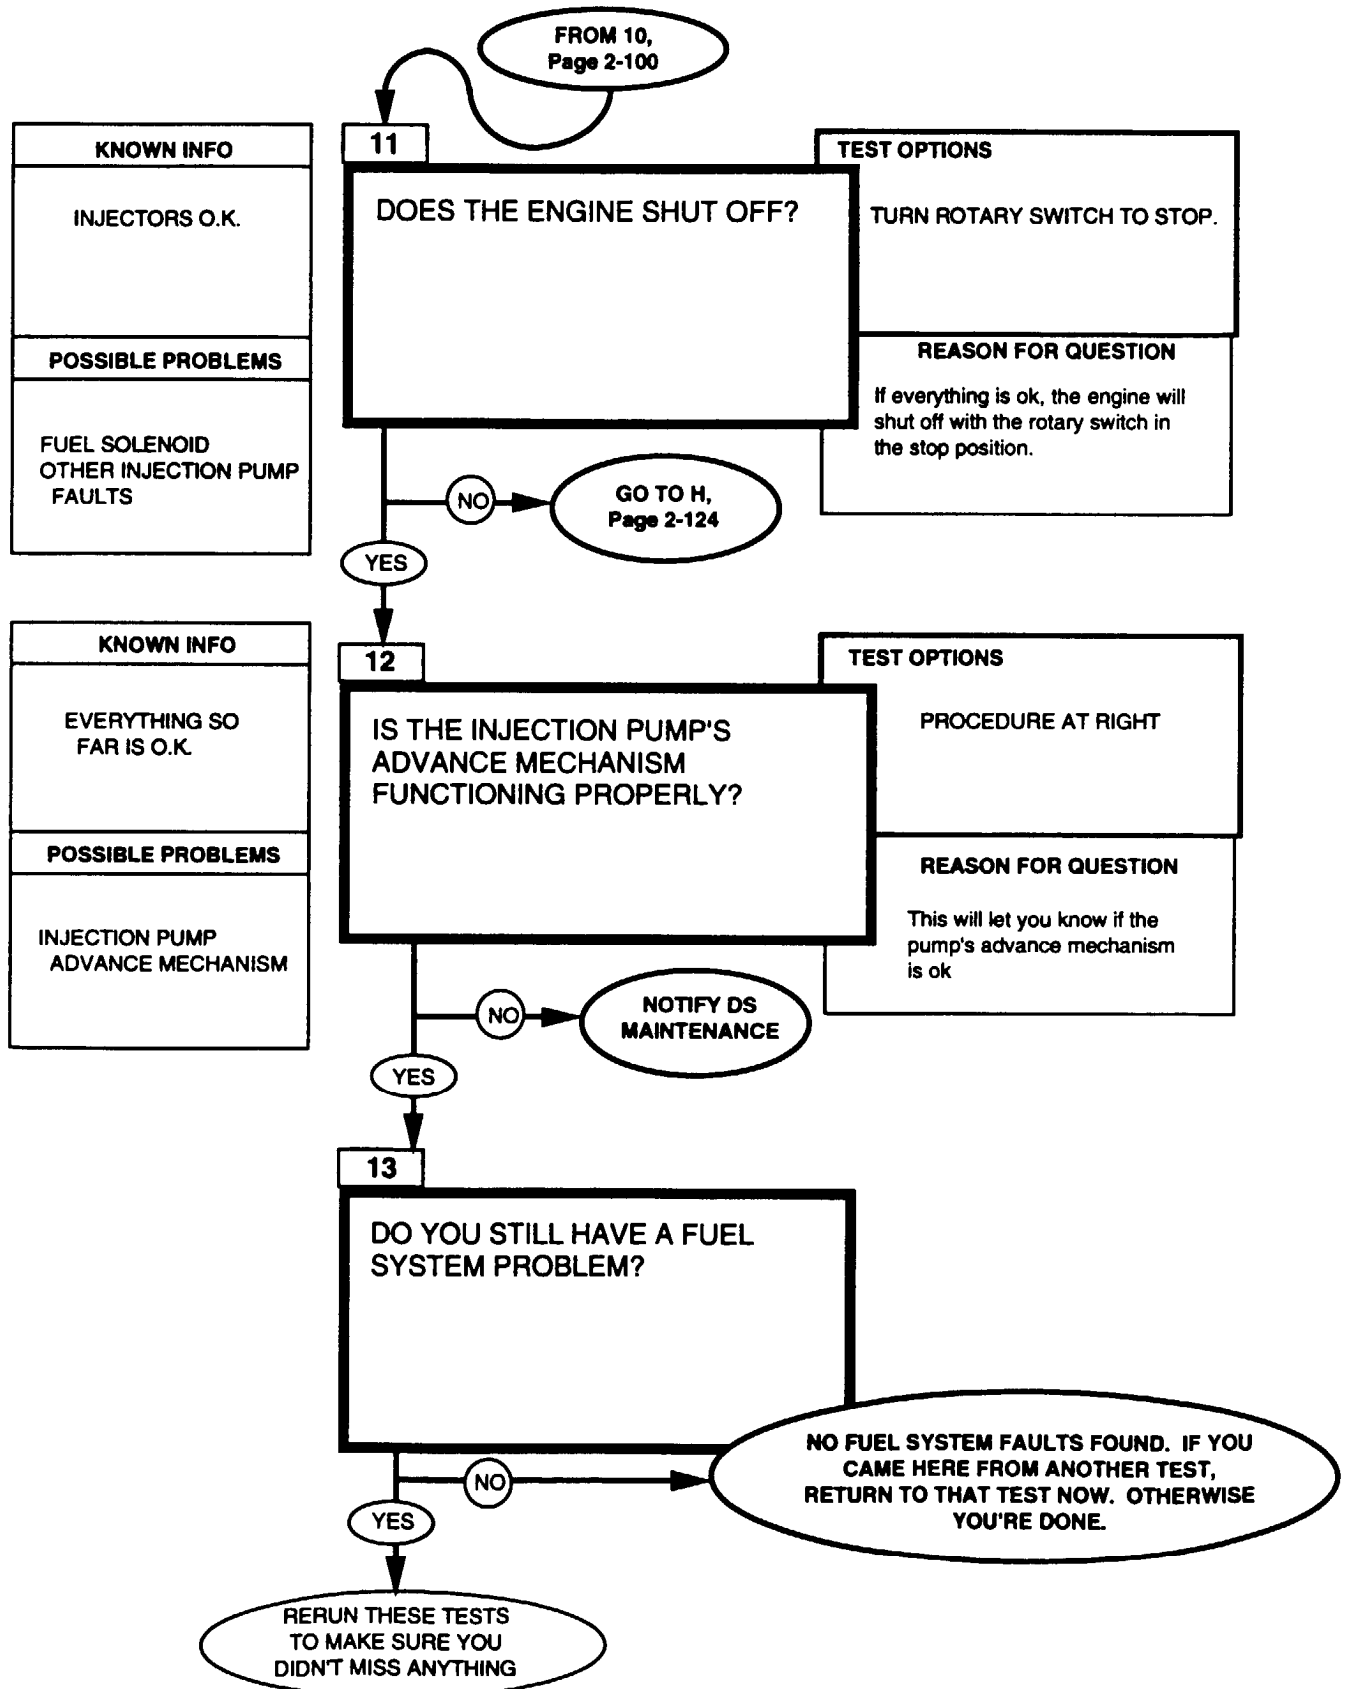 FROM 10,
Page 2-100
KNOWN INFO
INJECTORS O.K.
POSSIBLE PROBLEMS
FUEL SOLENOID
OTHER INJECTION PUMP
FAULTS
11
DOES THE ENGINE SHUT OFF?
TEST OPTIONS
TURN ROTARY SWITCH TO STOP.
REASON FOR QUESTION
If everything is ok, the engine will
shut off with the rotary switch in
the stop position.
NO
GO TO H,
Page 2-124
YES
KNOWN INFO
EVERYTHING SO
FAR IS O.K.
POSSIBLE PROBLEMS
INJECTION PUMP
ADVANCE MECHANISM
12
IS THE INJECTION PUMP'S
ADVANCE MECHANISM
FUNCTIONING PROPERLY?
TEST OPTIONS
PROCEDURE AT RIGHT
REASON FOR QUESTION
This will let you know if the
pump's advance mechanism
is ok
NO
NOTIFY DS
MAINTENANCE
YES
13
DO YOU STILL HAVE A FUEL
SYSTEM PROBLEM?
NO
NO FUEL SYSTEM FAULTS FOUND. IF YOU
CAME HERE FROM ANOTHER TEST,
RETURN TO THAT TEST NOW. OTHERWISE
YOU'RE DONE.
YES
RERUN THESE TESTS
TO MAKE SURE YOU
DIDN'T MISS ANYTHING